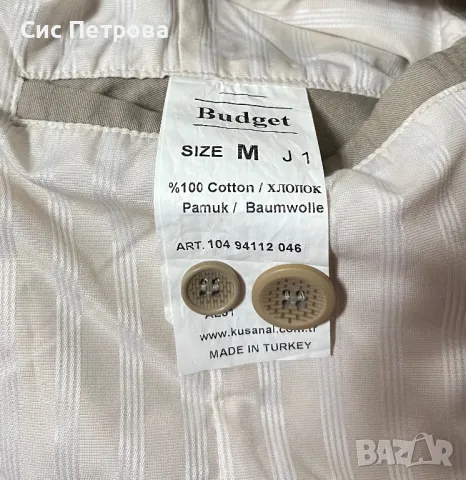 Сис Петрова
Budget
SIZE M J 1
%100 Cotton / ХЛОПОК
Pamuk / Baumwolle
ART. 104 94112 046
www.kusanal.com.tr
MADE IN TURKEY
BAZAR